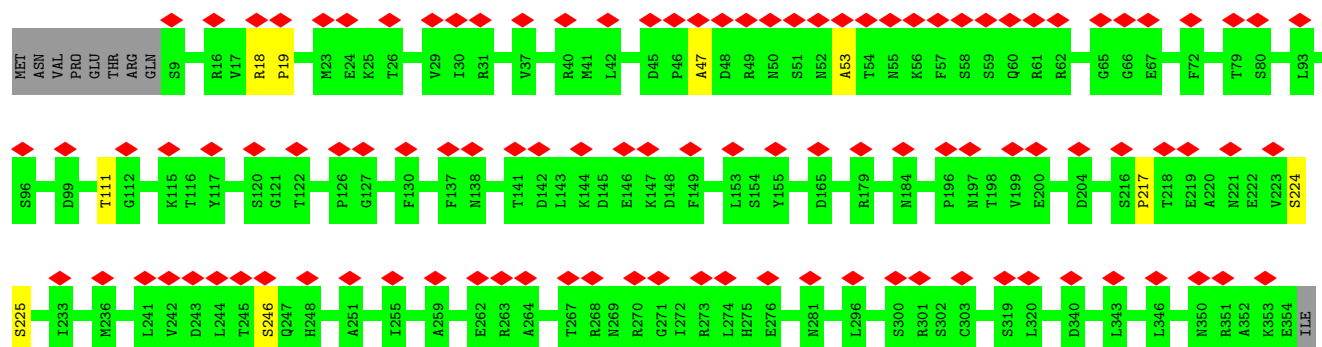 MET ASN VAL PRO GLU THR ARG GLN S9 R16 V17 R18 P19 M23 E24 K25 T26 V29 I30 R31 V37 R40 M41 L42 D45 P46 A47 D48 R49 N50 S51 N52 A53 T54 N55 K56 F57 S58 S59 Q60 R61 R62 G65 G66 E67 F72 T79 S80 L93
S96 D99 T111 G112 K115 T116 Y117 S120 G121 T122 P126 G127 F130 F137 N138 T141 D142 L143 K144 D145 E146 K147 D148 F149 L153 S154 Y155 D165 R179 N184 P196 N197 T198 V199 E200 D204 S216 P217 T218 E219 A220 N221 E222 V223 S224
S225 I233 M236 L241 V242 D243 L244 T245 S246 Q247 H248 A251 I255 A259 E262 R263 A264 T267 R268 N269 R270 G271 I272 R273 L274 H275 E276 N281 L296 S300 R301 S302 C303 S319 L320 D340 L343 L346 N350 R351 A352 K353 E354 ILE